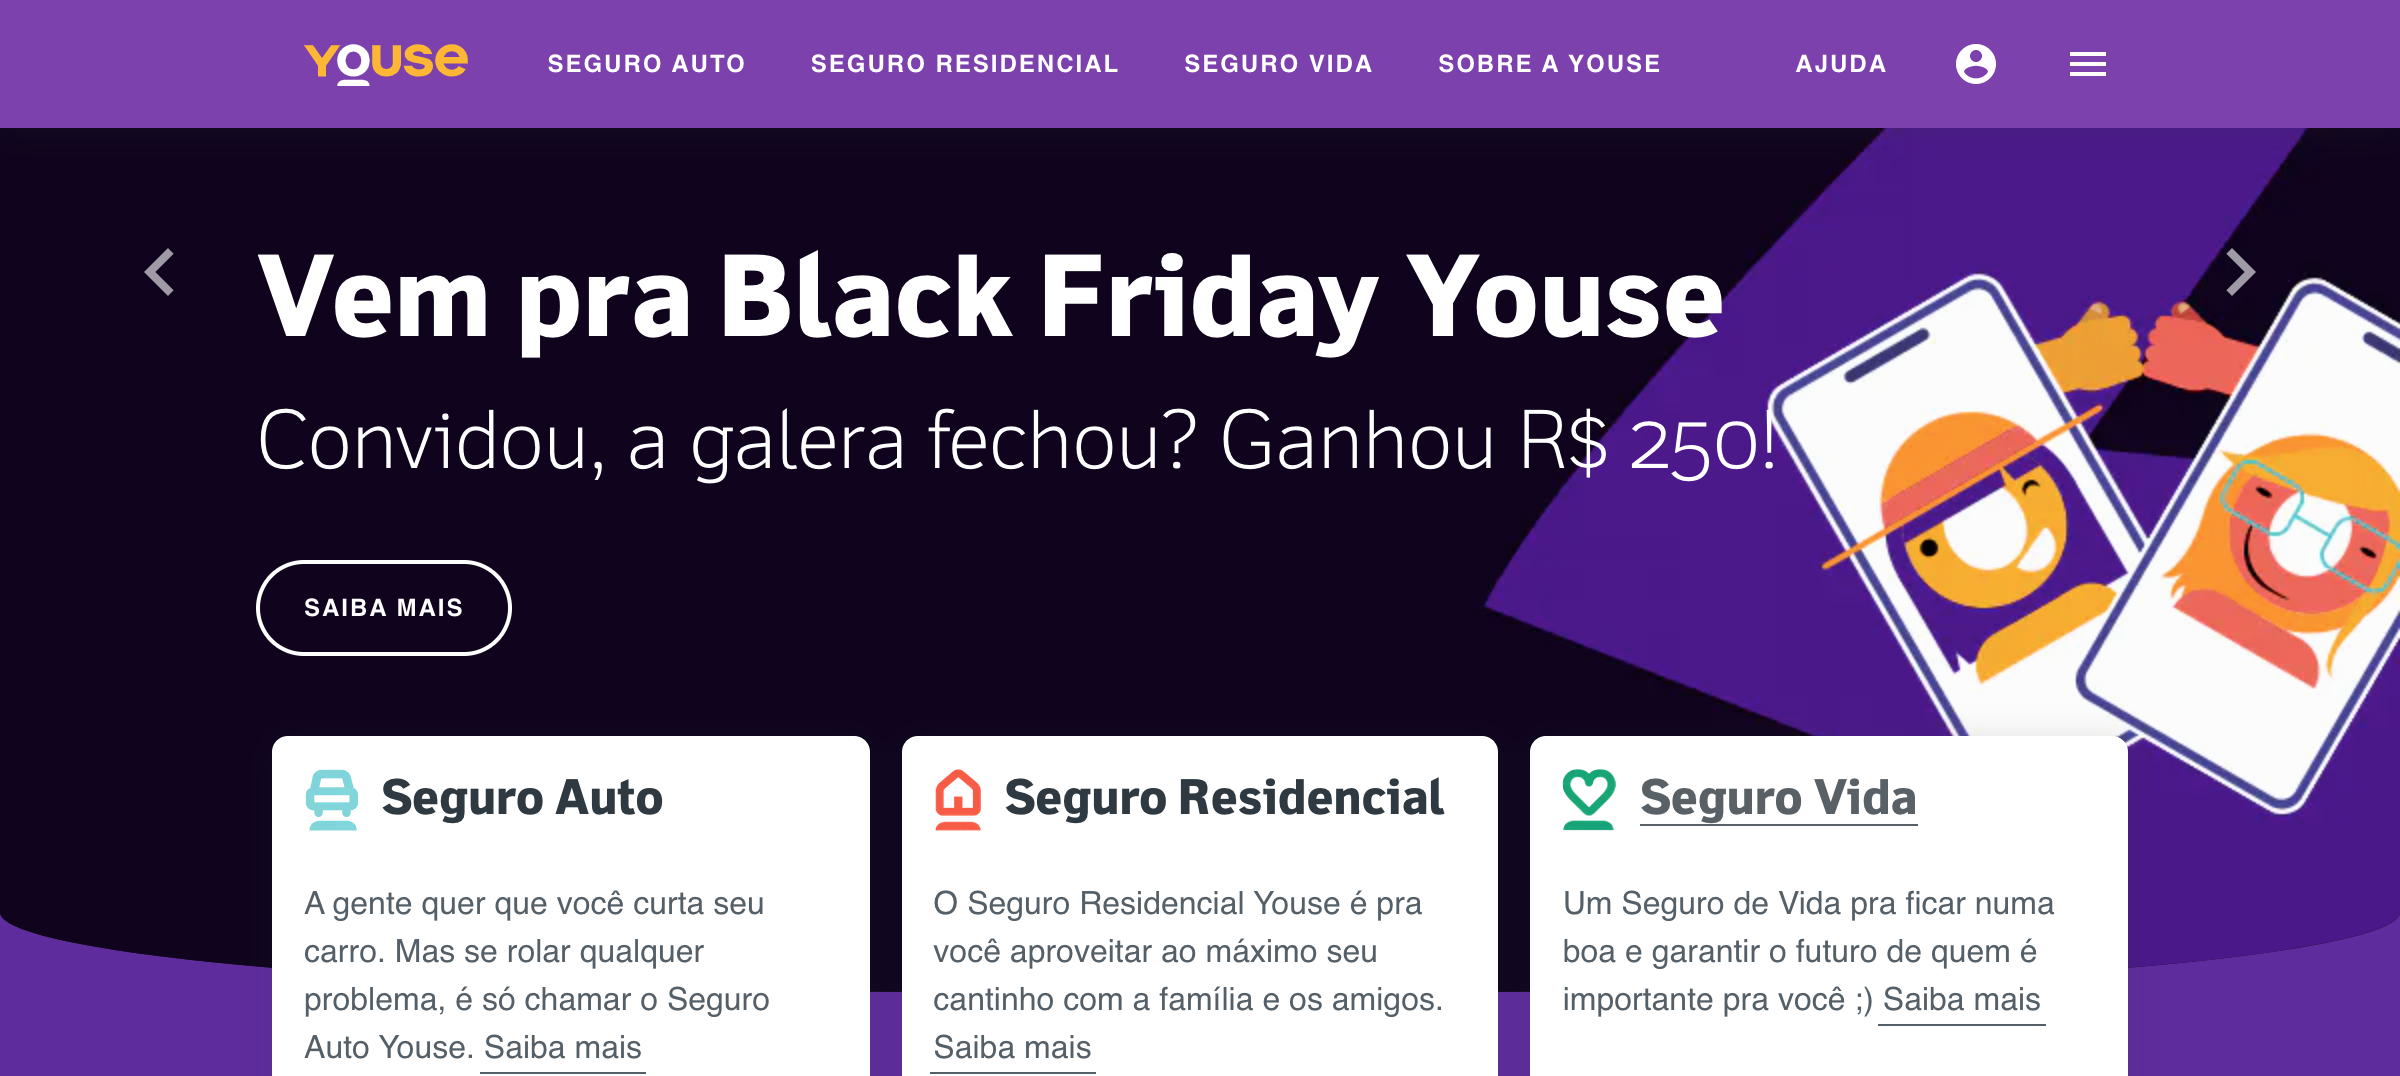 YOUSE
SEGURO AUTO
SEGURO RESIDENCIAL
SEGURO VIDA
SOBRE A YOUSE
AJUDA
Vem pra Black Friday Youse
Convidou, a galera fechou? Ganhou R$ 250!
SAIBA MAIS
Seguro Auto
A gente quer que você curta seu
carro. Mas se rolar qualquer
problema, é só chamar o Seguro
Auto Youse. Saiba mais
Seguro Residencial
O Seguro Residencial Youse é pra
você aproveitar ao máximo seu
cantinho com a família e os amigos.
Saiba mais
Seguro Vida
Um Seguro de Vida pra ficar numa
boa e garantir o futuro de quem é
importante pra você ;) Saiba mais